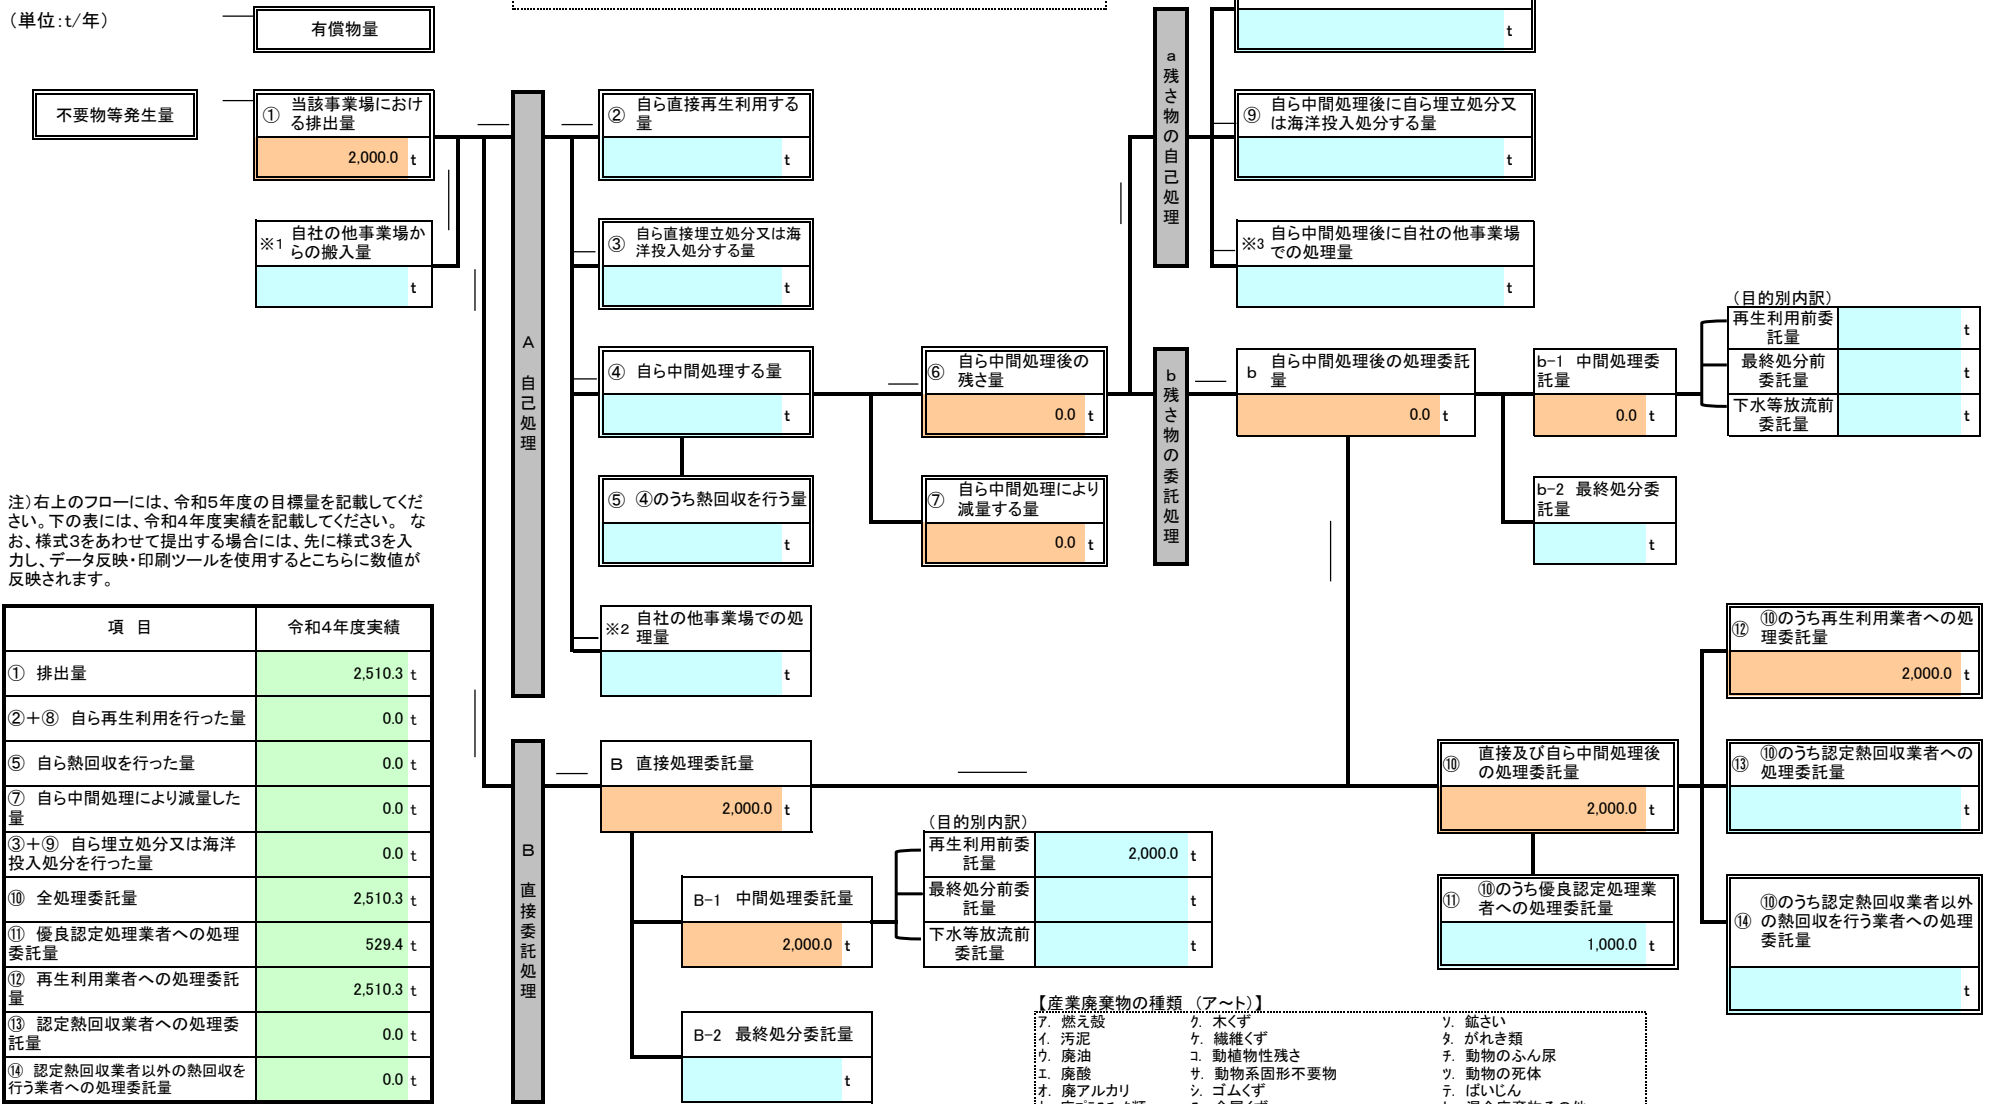 （単位:t/年）
有償物量
不要物等発生量
① 当該事業場におけ
る排出量
2,000.0 t
※1 自社の他事業場か
らの搬入量
t
A
自己処理
② 自ら直接再生利用する
量
t
③ 自ら直接埋立処分又は海
洋投入処分する量
t
④ 自ら中間処理する量
t
⑤ ④のうち熱回収を行う量
t
※2 自社の他事業場での処
理量
t
⑥ 自ら中間処理後の
残さ量
0.0 t
⑦ 自ら中間処理により
減量する量
0.0 t
a残さ物の自己処理
t
⑨ 自ら中間処理後に自ら埋立処分又
は海洋投入処分する量
t
※3 自ら中間処理後に自社の他事業場
での処理量
t
b残さ物の委託処理
b 自ら中間処理後の処理委託
量
0.0 t
b-1 中間処理委
託量
0.0 t
（目的別内訳）
再生利用前委
託量
t
最終処分前
委託量
t
下水等放流前
委託量
t
b-2 最終処分委
託量
t
注）右上のフローには、令和5年度の目標量を記載してくだ
さい。下の表には、令和4年度実績を記載してください。 な
お、様式3をあわせて提出する場合には、先に様式3を入
力し、データ反映・印刷ツールを使用するとこちらに数値が
反映されます。
項 目 令和4年度実績
① 排出量 2,510.3 t
②＋⑧ 自ら再生利用を行った量 0.0 t
⑤ 自ら熱回収を行った量 0.0 t
⑦ 自ら中間処理により減量した
量 0.0 t
③＋⑨ 自ら埋立処分又は海洋
投入処分を行った量 0.0 t
⑩ 全処理委託量 2,510.3 t
⑪ 優良認定処理業者への処理
委託量 529.4 t
⑫ 再生利用業者への処理委託
量 2,510.3 t
⑬ 認定熱回収業者への処理委
託量 0.0 t
⑭ 認定熱回収業者以外の熱回収を
行う業者への処理委託量 0.0 t
B
直接委託処理
B 直接処理委託量
2,000.0 t
B-1 中間処理委託量
2,000.0 t
（目的別内訳）
再生利用前委
託量
2,000.0 t
最終処分前委
託量
t
下水等放流前
委託量
t
B-2 最終処分委託量
t
⑩ 直接及び自ら中間処理後
の処理委託量
2,000.0 t
⑪ ⑩のうち優良認定処理業
者への処理委託量
1,000.0 t
⑫ ⑩のうち再生利用業者への処
理委託量
2,000.0 t
⑬ ⑩のうち認定熱回収業者への
処理委託量
t
⑭ ⑩のうち認定熱回収業者以外
の熱回収を行う業者への処理
委託量
t
【産業廃棄物の種類 （ア～ト）】
ア. 燃え殻 ク. 木くず ソ. 鉱さい
イ. 汚泥 ケ. 繊維くず タ. がれき類
ウ. 廃油 コ. 動植物性残さ チ. 動物のふん尿
エ. 廃酸 サ. 動物系固形不要物 ツ. 動物の死体
オ. 廃アルカリ シ. ゴムくず テ. ばいじん